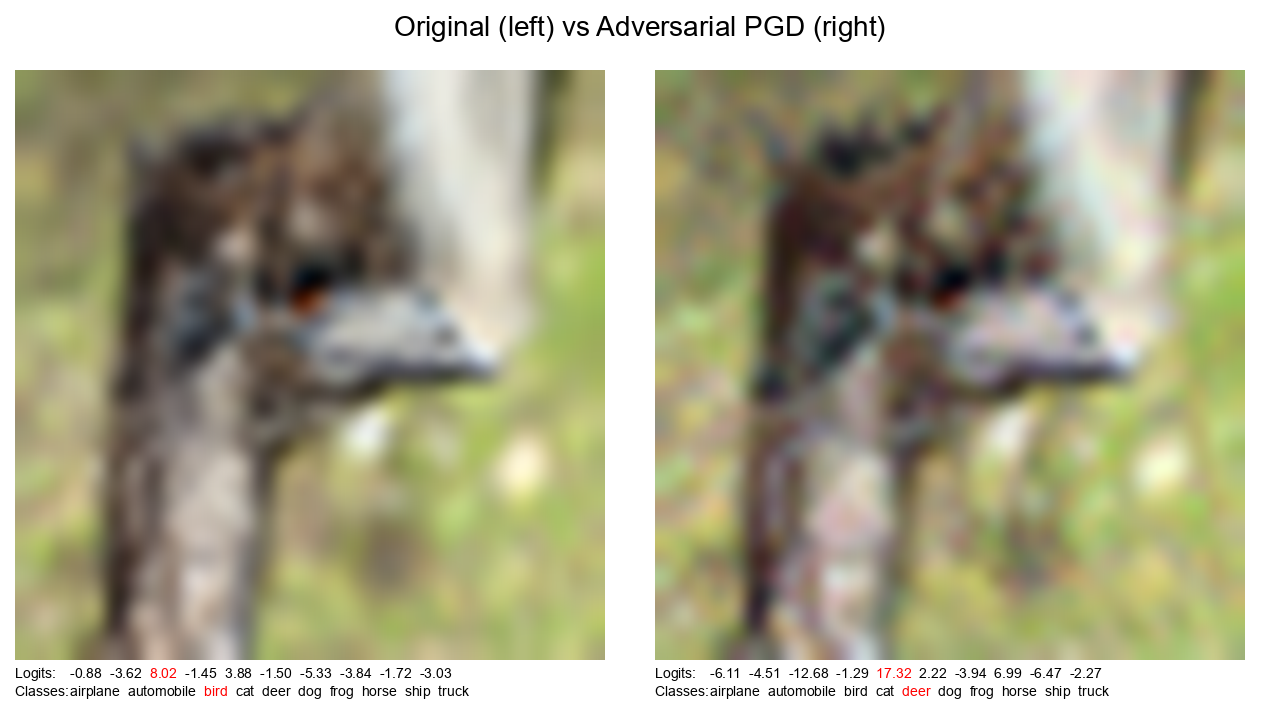 Original (left) vs Adversarial PGD (right)
Logits: -0.88 -3.62 8.02 -1.45 3.88 -1.50 -5.33 -3.84 -1.72 -3.03
Classes: airplane automobile bird cat deer dog frog horse ship truck
Logits: -6.11 -4.51 -12.68 -1.29 17.32 2.22 -3.94 6.99 -6.47 -2.27
Classes: airplane automobile bird cat deer dog frog horse ship truck